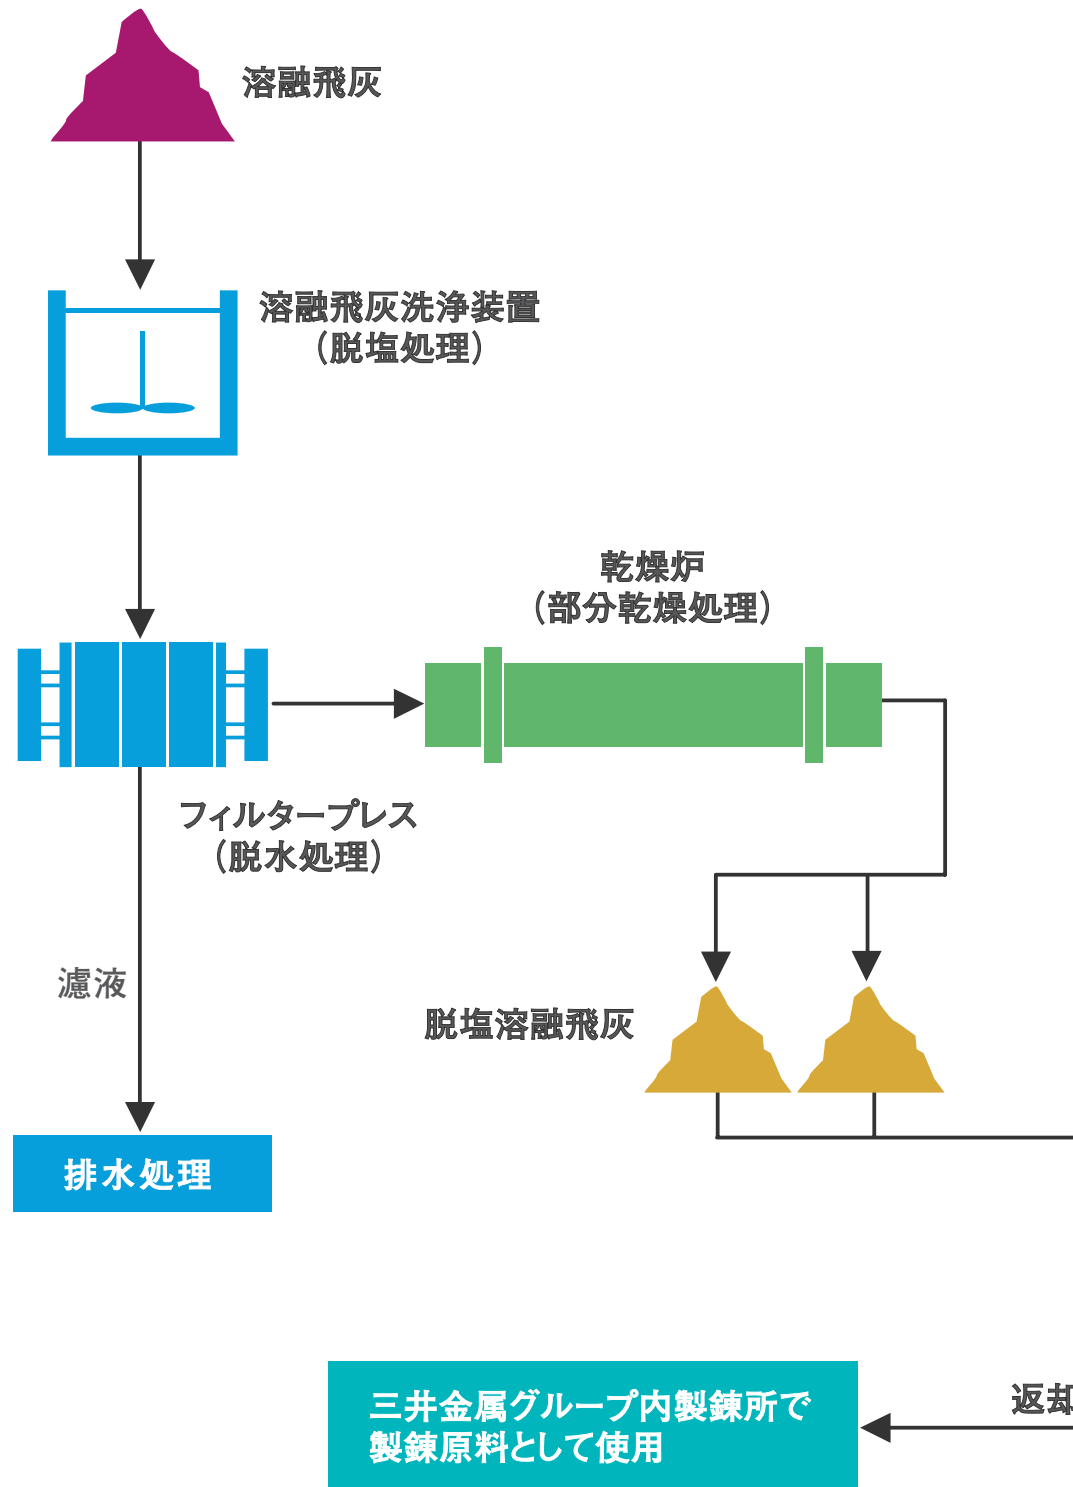 溶融飛灰
溶融飛灰洗浄装置
（脱塩処理）
乾燥炉
（部分乾燥処理）
フィルタープレス
（脱水処理）
濾液
脱塩溶融飛灰
排水処理
三井金属グループ内製錬所で
製錬原料として使用
返却